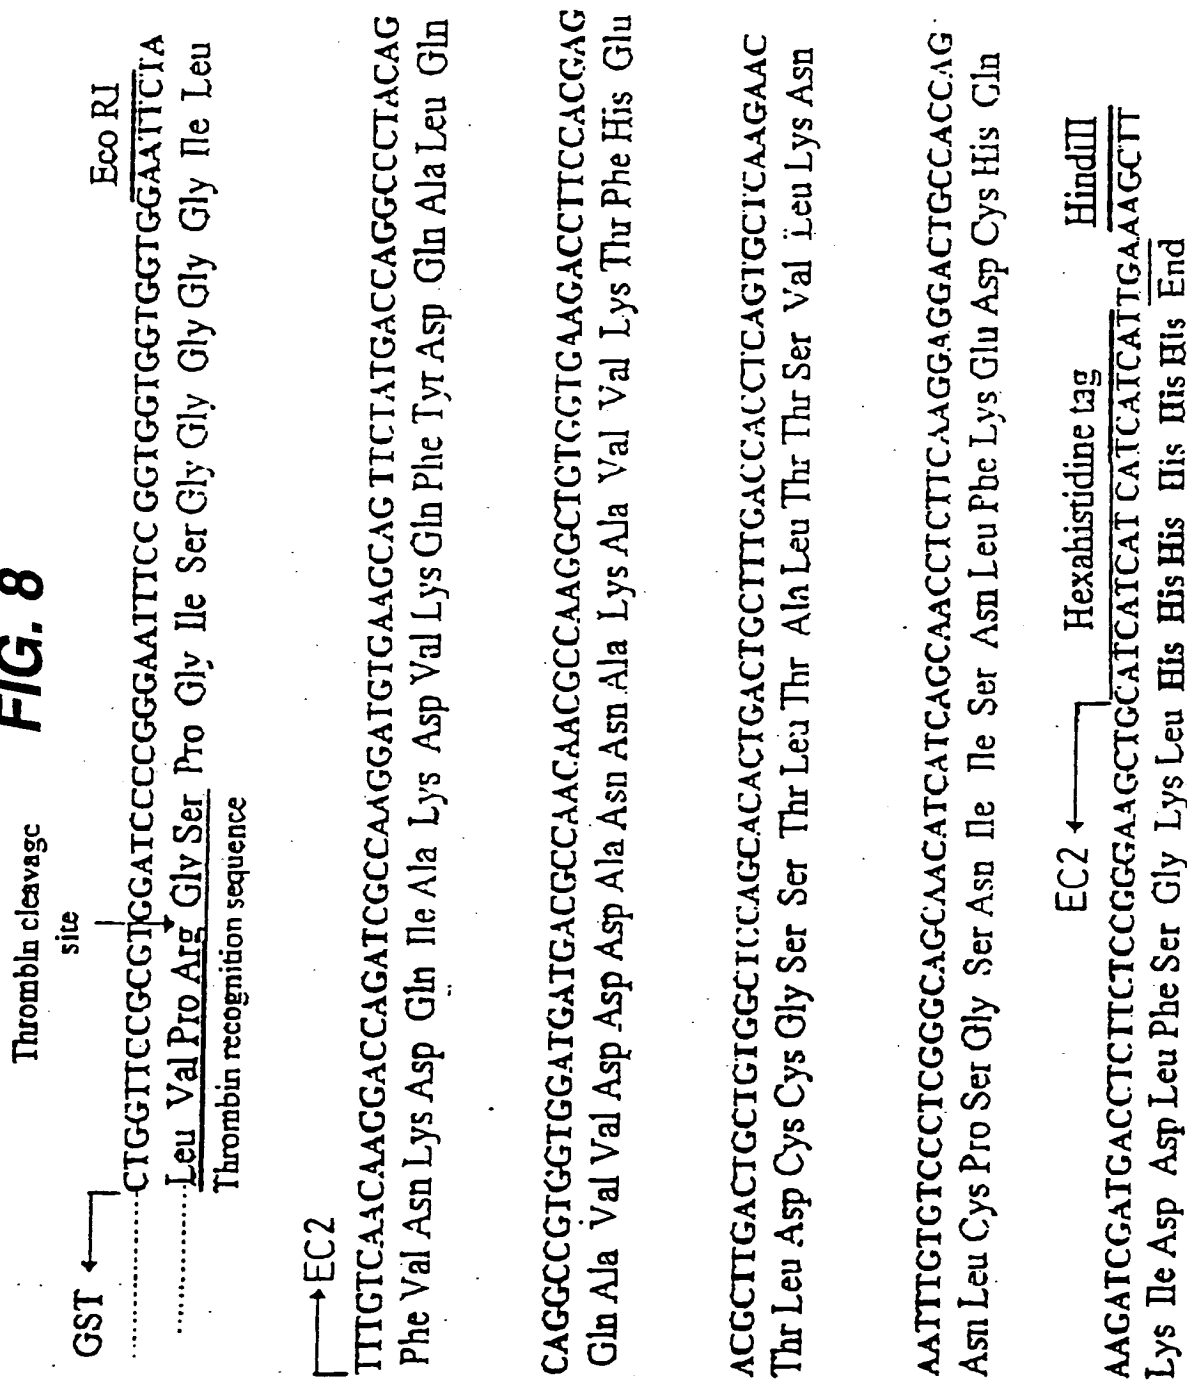 FIG. 8
Thrombin cleavage
site
GST
Eco RI
CTGGTTCCGCGTGGATCCCCGGGAATTTCC GGTGGTGGTGGTGGAATTCTA
Leu Val Pro Arg Gly Ser Pro Gly Ile Ser Gly Gly Gly Gly Gly Ile Leu
Thrombin recognition sequence
EC2
TTTGTCAACAAGGACCAGATCGCCAAGGATGTGAAGCAG TTCTATGACCAGGCCCTACAG
Phe Val Asn Lys Asp Gln Ile Ala Lys Asp Val Lys Gln Phe Tyr Asp Gln Ala Leu Gln
CAGGCCGTGGTGGATGATGACGCCAACAACGCCAAGGCTGTGGTGAAGACCTTCCACGAG
Gln Ala Val Val Asp Asp Asp Ala Asn Asn Ala Lys Ala Val Val Lys Thr Phe His Glu
ACGCTTGACTGCTGTGGCTCCAGCACACTGACTGCTTTGACCACCTCAGTGCTCAAGAAC
Thr Leu Asp Cys Cys Gly Ser Ser Thr Leu Thr Ala Leu Thr Thr Ser Val Leu Lys Asn
AATTTGTGTCCCTCGGGCAGCAACATCATCAGCAACCTCTTCAAGGAGGACTGCCACCAG
Asn Leu Cys Pro Ser Gly Ser Asn Ile Ile Ser Asn Leu Phe Lys Glu Asp Cys His Gln
EC2
Hexahistidine tag
HindIII
AAGATCGATGACCTCTTCTCCGGGAAGCTGCATCATCAT CATCATCATTGAAAGCTT
Lys Ile Asp Asp Leu Phe Ser Gly Lys Leu His His His His His His End